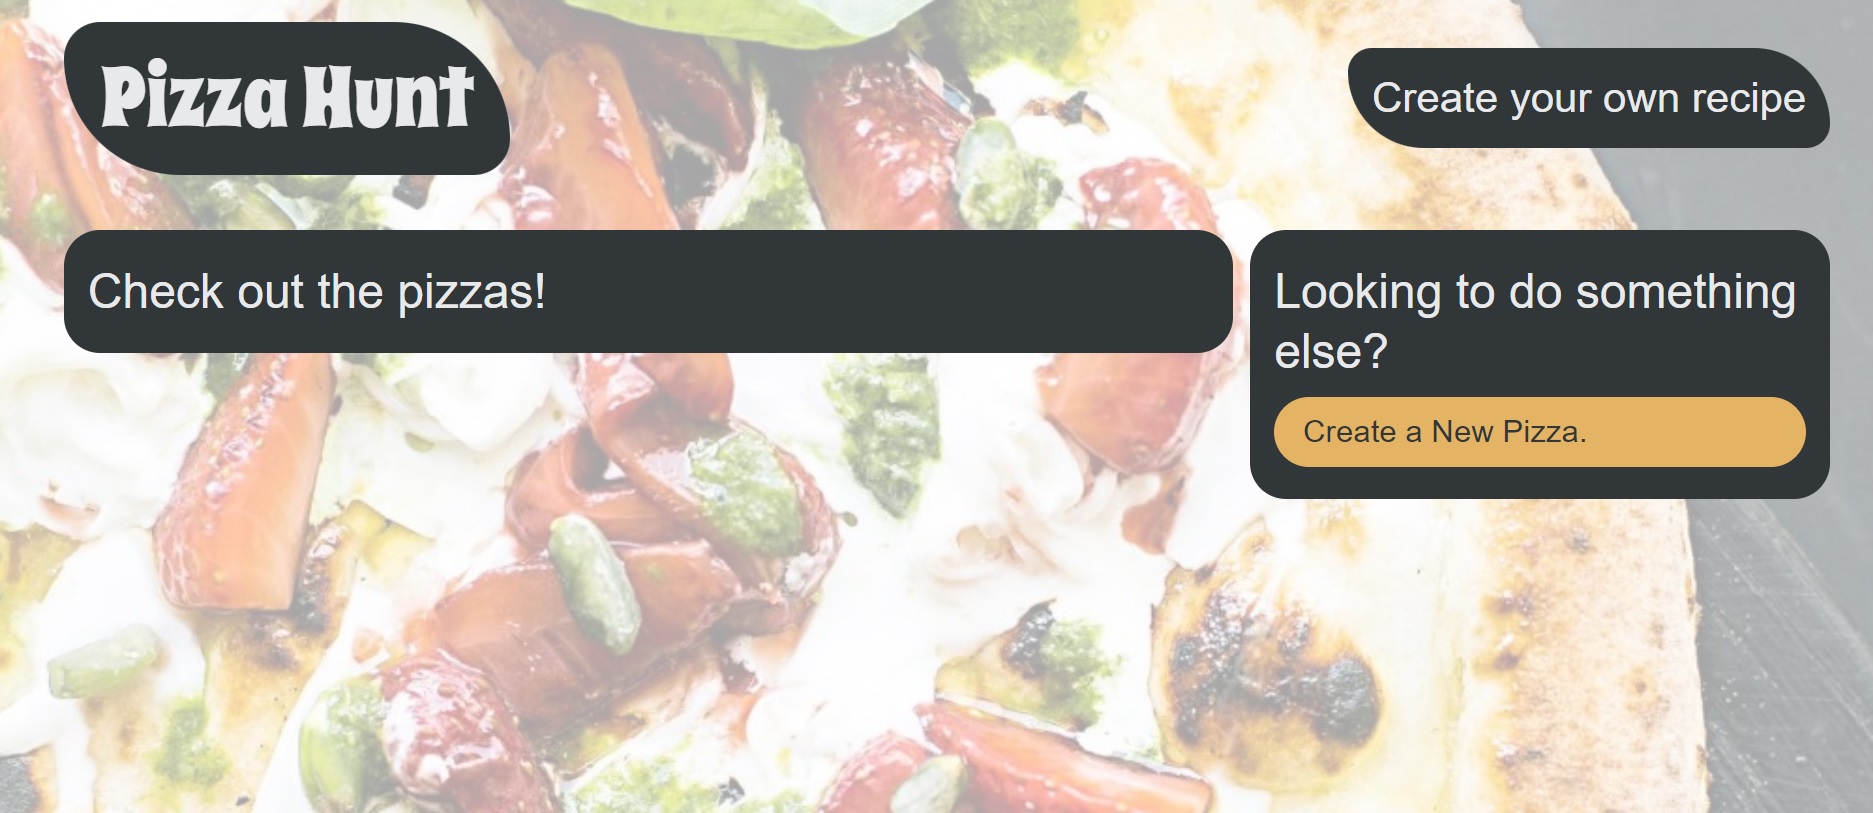 Pizza Hunt
Create your own recipe
Check out the pizzas!
Looking to do something
else?
Create a New Pizza.